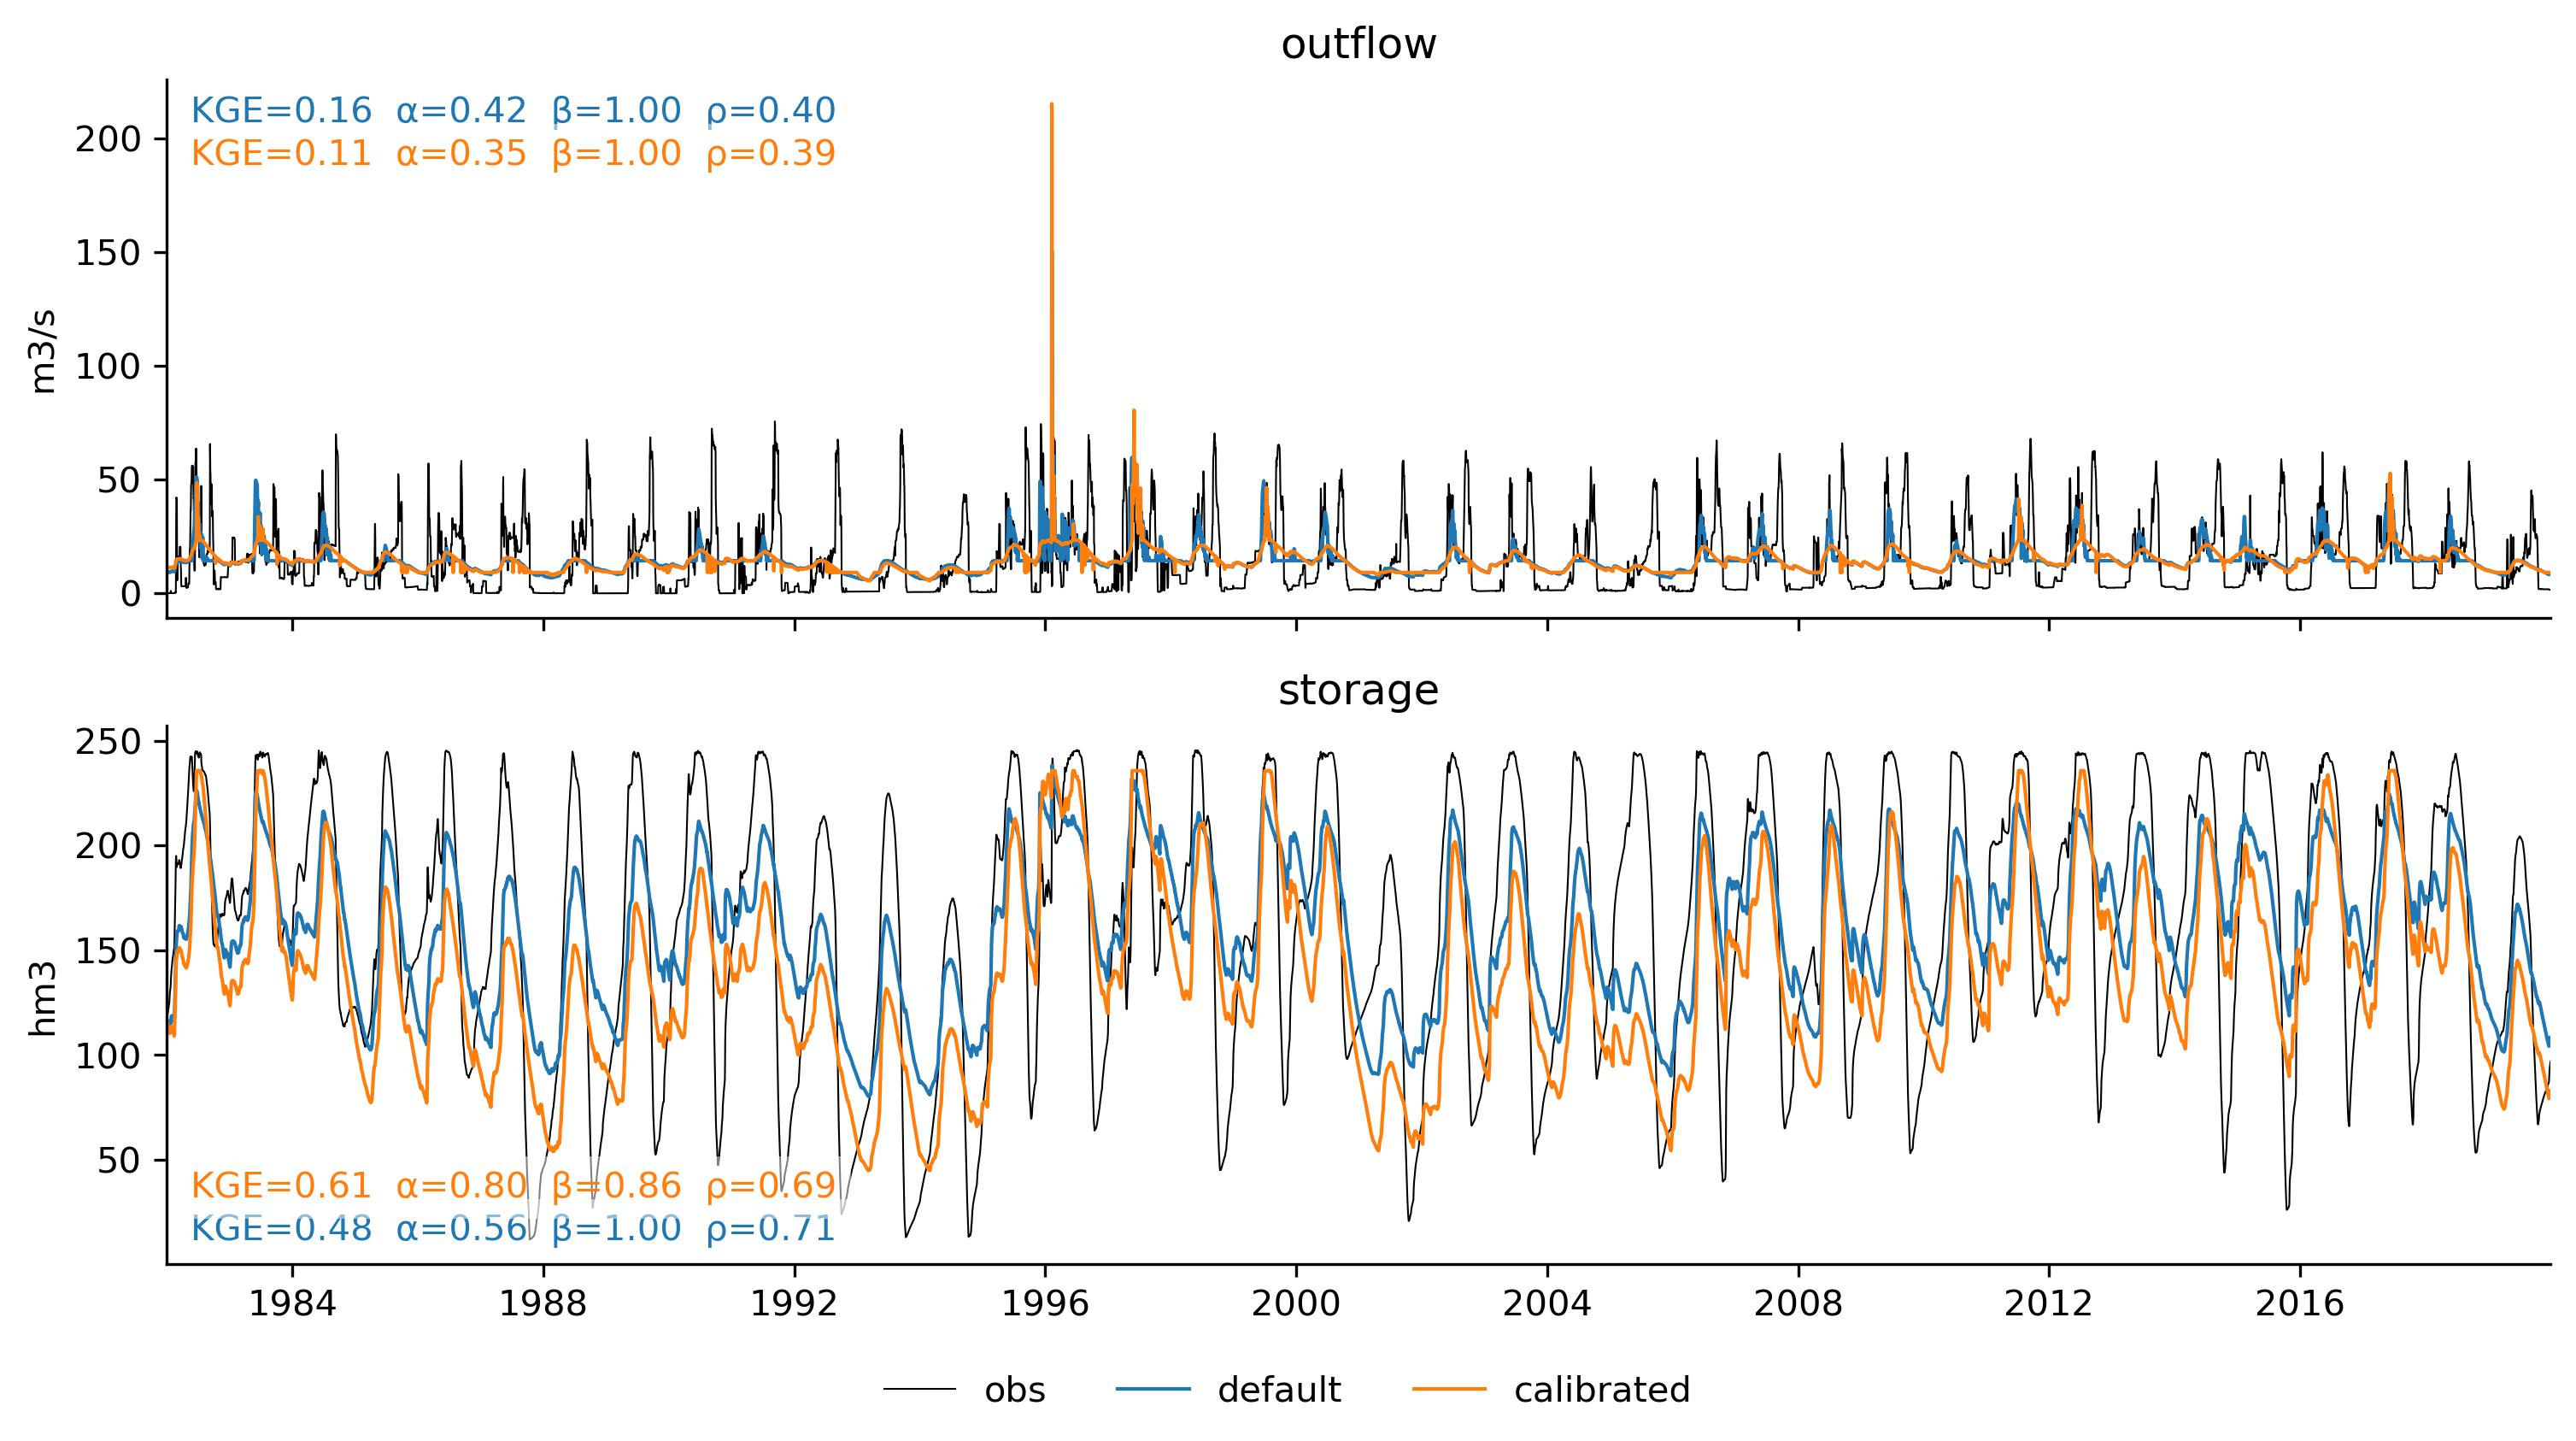 outflow
KGE=0.16 α=0.42 β=1.00 ρ=0.40
KGE=0.11 α=0.35 β=1.00 ρ=0.39
200
150
100
50
0
m3/s
storage
250
200
150
100
50
hm3
KGE=0.61 α=0.80 β=0.86 ρ=0.69
KGE=0.48 α=0.56 β=1.00 ρ=0.71
1984 1988 1992 1996 2000 2004 2008 2012 2016
obs default calibrated